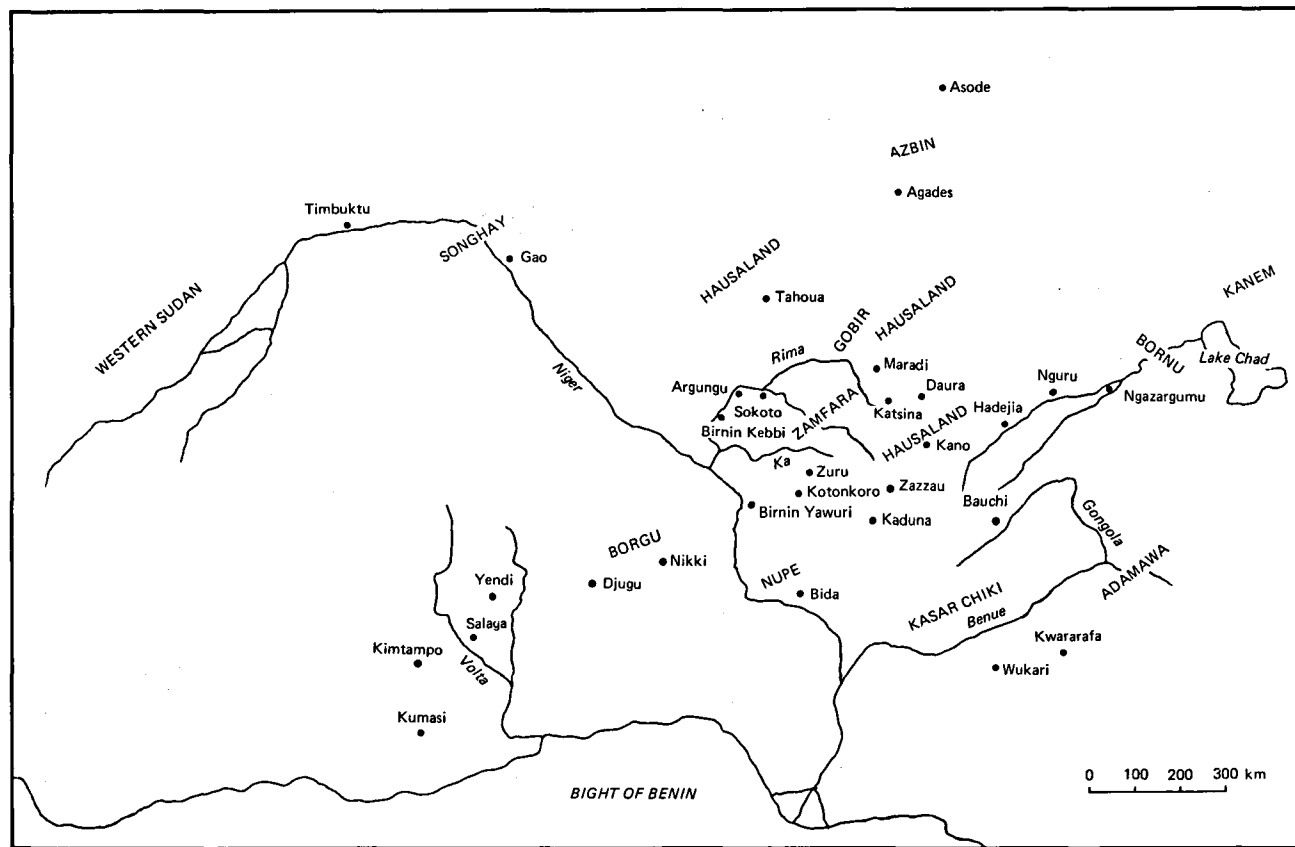 Asode
AZBIN
Agades
Timbuktu
SONGHAY
Gao
HAUSALAND
Tahoua
HAUSALAND
GOBIR
KANEM
WESTERN SUDAN
Niger
Rima
Maradi
BORNU
Lake Chad
Argungu
Sokoto
Birnin Kebbi
ZAMFARA
Daura
Katsina
Nguru
Ngazargumu
Hadejia
HAUSALAND
Kano
Ka
Zuru
Kotonkoro
Zazzau
Birnin Yawuri
Kaduna
Bauchi
Gongola
BORGU
Nikki
Djugu
Yendi
NUPE
Bida
KASAR CHIKI
Benue
ADAMAWA
Salaya
Kimtampo
Volta
Kwararafa
Wukari
Kumasi
BIGHT OF BENIN
0 100 200 300 km